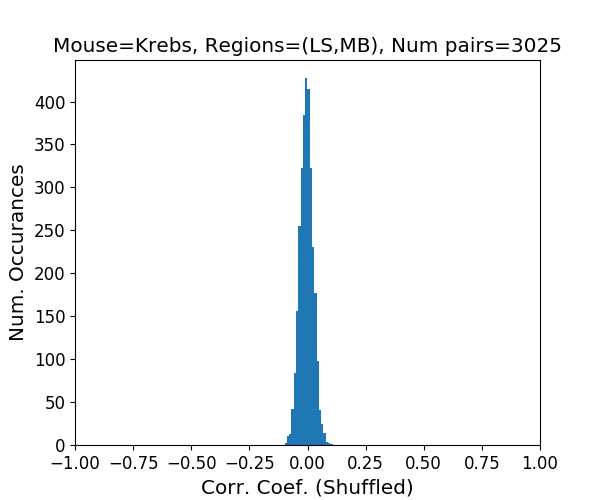 Mouse=Krebs, Regions=(LS,MB), Num pairs=3025
Num. Occurances
400
350
300
250
200
150
100
50
0
−1.00 −0.75 −0.50 −0.25 0.00 0.25 0.50 0.75 1.00
Corr. Coef. (Shuffled)